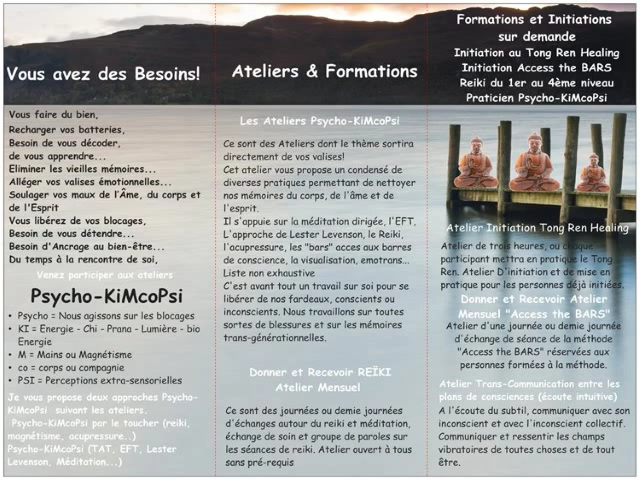 Vous avez des Besoins!
Vous faire du bien,
Recharger vos batteries,
Besoin de vous décoder,
de vous apprendre...
Eliminer les vieilles mémoires...
Alléger vos valises émotionnelles...
Soulager vos maux de l'Âme, du corps et
de l'Esprit
Vous libérez de vos blocages,
Besoin de vous détendre...
Besoin d'Ancrage au bien-être...
Du temps à la rencontre de soi,
Venez participer aux ateliers
Psycho-KiMcoPsi
• Psycho = Nous agissons sur les blocages
• KI = Energie - Chi - Prana - Lumière - bio
Energie
• M = Mains ou Magnétisme
• co = corps ou compagnie
• PSI = Perceptions extra-sensorielles
Je vous propose deux approches Psycho-
KiMcoPsi suivant les ateliers.
Psycho-KiMcoPsi par le toucher (reiki,
magnétisme, acupressure..)
Psycho-KiMcoPsi (TAT, EFT, Lester
Levenson, Méditation...)
Ateliers & Formations
Les Ateliers Psycho-KiMcoPsi
Ce sont des Ateliers dont le thème sortira
directement de vos valises!
Cet atelier vous propose un condensé de
diverses pratiques permettant de nettoyer
nos mémoires du corps, de l'âme et de
l'esprit.
Il s'appuie sur la méditation dirigée, l'EFT,
L'approche de Lester Levenson, le Reiki,
l'acupressure, les "bars" acces aux barres
de conscience, la visualisation, emotrans...
Liste non exhaustive
C'est avant tout un travail sur soi pour se
libérer de nos fardeaux, conscients ou
inconscients. Nous travaillons sur toutes
sortes de blessures et sur les mémoires
trans-générationnelles.
Donner et Recevoir REÏKI
Atelier Mensuel
Ce sont des journées ou demie journées
d'échanges autour du reiki et méditation,
échange de soin et groupe de paroles sur
les séances de reiki. Atelier ouvert à tous
sans pré-requis
Formations et Initiations
sur demande
Initiation au Tong Ren Healing
Initiation Access the BARS
Reiki du 1er au 4ème niveau
Praticien Psycho-KiMcoPsi
Atelier Initiation Tong Ren Healing
Atelier de trois heures, ou chaque
participant mettra en pratique le Tong
Ren. Atelier D'initiation et de mise en
pratique pour les personnes déjà initiées.
Donner et Recevoir Atelier
Mensuel "Access the BARS"
Atelier d'une journée ou demie journée
d'échange de séance de la méthode
"Access the BARS" réservées aux
personnes formées à la méthode.
Atelier Trans-Communication entre les
plans de consciences (écoute intuitive)
A l'écoute du subtil, communiquer avec son
inconscient et avec l'inconscient collectif.
Communiquer et ressentir les champs
vibratoires de toutes choses et de tout
être.